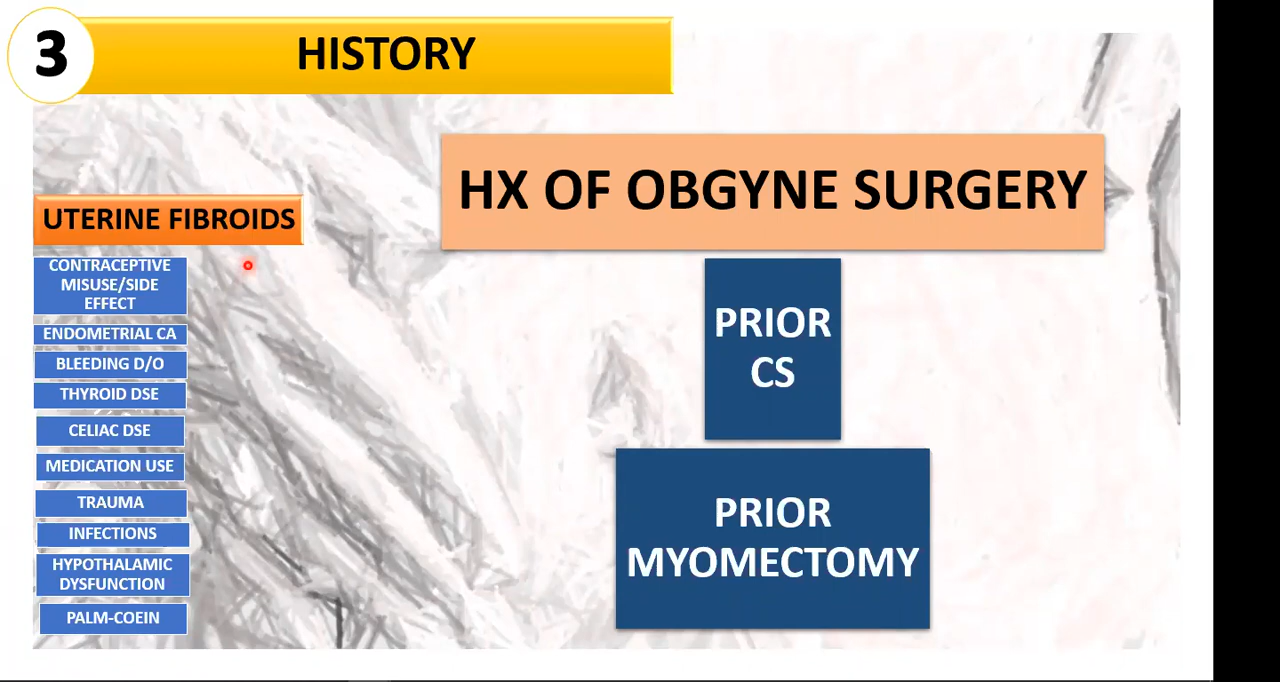 3
HISTORY
HX OF OBGYNE SURGERY
UTERINE FIBROIDS
CONTRACEPTIVE
MISUSE/SIDE
EFFECT
ENDOMETRIAL CA
BLEEDING D/O
THYROID DSE
CELIAC DSE
MEDICATION USE
TRAUMA
INFECTIONS
HYPOTHALAMIC
DYSFUNCTION
PALM-COEIN
PRIOR
CS
PRIOR
MYOMECTOMY